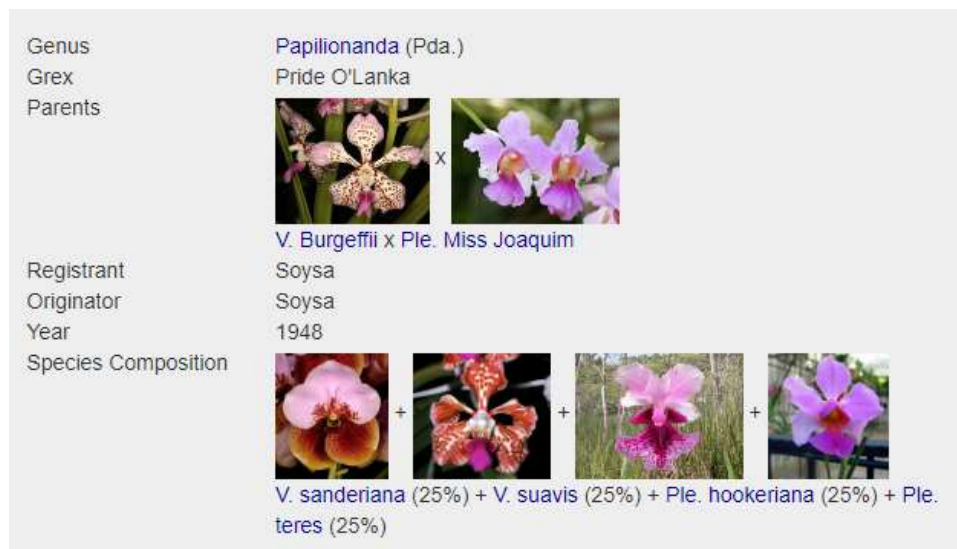 Genus Papilionanda (Pda.)
Grex Pride O'Lanka
Parents
x
V. Burgeffii x Ple. Miss Joaquim
Registrant Soysa
Originator Soysa
Year 1948
Species Composition
+ + +
V. sanderiana (25%) + V. suavis (25%) + Ple. hookeriana (25%) + Ple.
teres (25%)